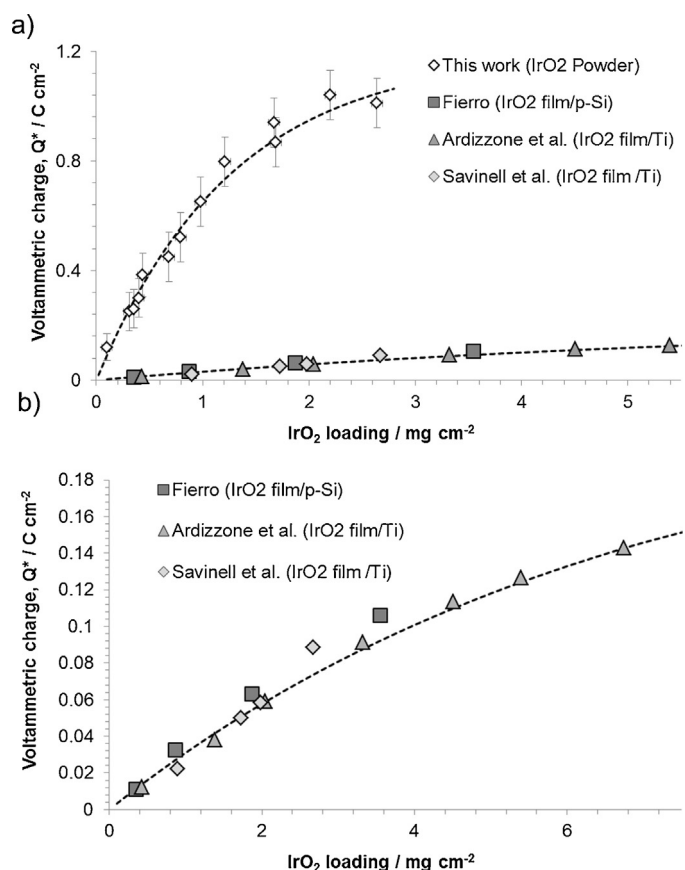 a)
Voltammetric charge, Q* / C cm-2
1.2
0.8
0.4
0
0 1 2 3 4 5
IrO2 loading / mg cm-2
This work (IrO2 Powder)
Fierro (IrO2 film/p-Si)
Ardizzone et al. (IrO2 film/Ti)
Savinell et al. (IrO2 film /Ti)
b)
Voltammetric charge, Q* / C cm-2
0.18
0.16
0.14
0.12
0.1
0.08
0.06
0.04
0.02
0
0 2 4 6
IrO2 loading / mg cm-2
Fierro (IrO2 film/p-Si)
Ardizzone et al. (IrO2 film/Ti)
Savinell et al. (IrO2 film /Ti)